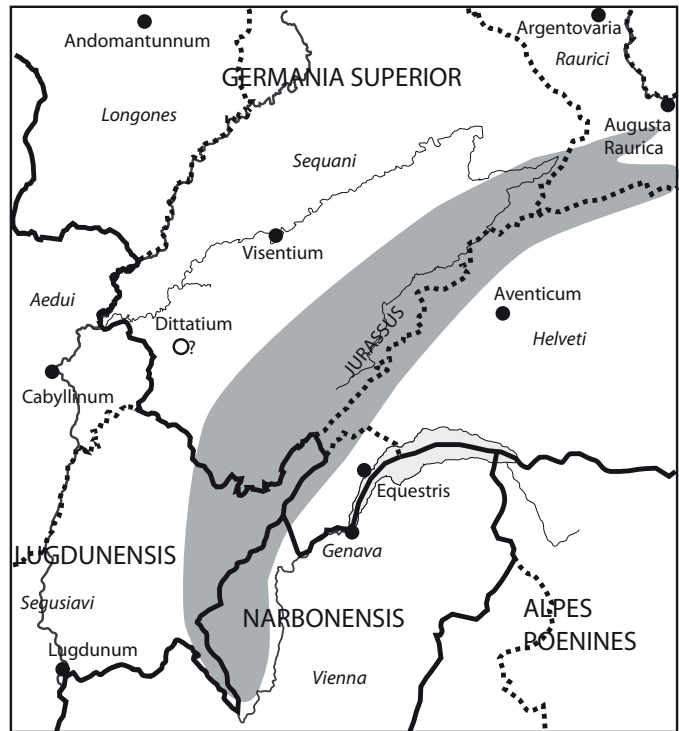 Andomantunnum
Argentovaria
Raurici
GERMANIA SUPERIOR
Longones
Augusta
Raurica
Sequani
Visentium
Aedui
Aventicum
Dittatium
?
JURASSUS
Helveti
Cabyllinum
Equestris
Genava
LUGDUNENSIS
Segusiavi
NARBONENSIS
ALPES
POENINES
Lugdunum
Vienna